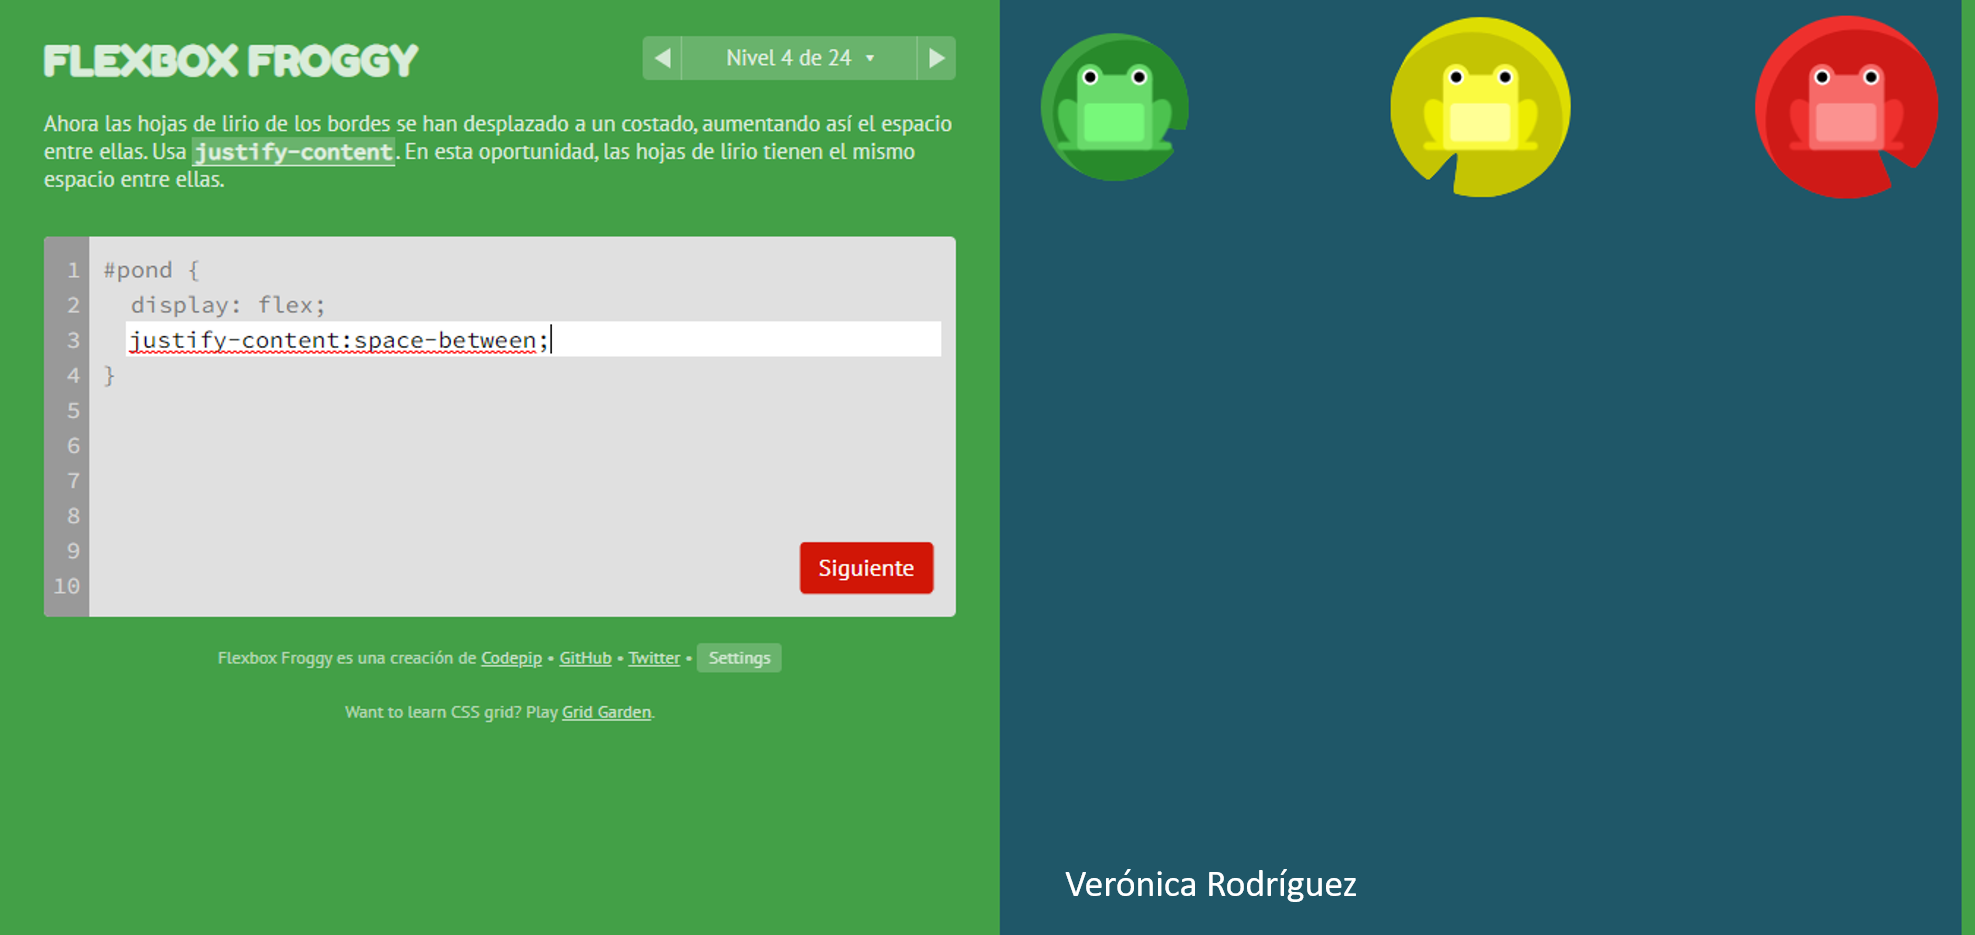 FLEXBOX FROGGY
Nivel 4 de 24
Ahora las hojas de lirio de los bordes se han desplazado a un costado, aumentando así el espacio
entre ellas. Usa justify-content. En esta oportunidad, las hojas de lirio tienen el mismo
espacio entre ellas.
1 #pond {
2 display: flex;
3 justify-content:space-between;
4 }
5
6
7
8
9
10
Siguiente
Flexbox Froggy es una creación de Codepip • GitHub • Twitter • Settings
Want to learn CSS grid? Play Grid Garden.
Verónica Rodríguez